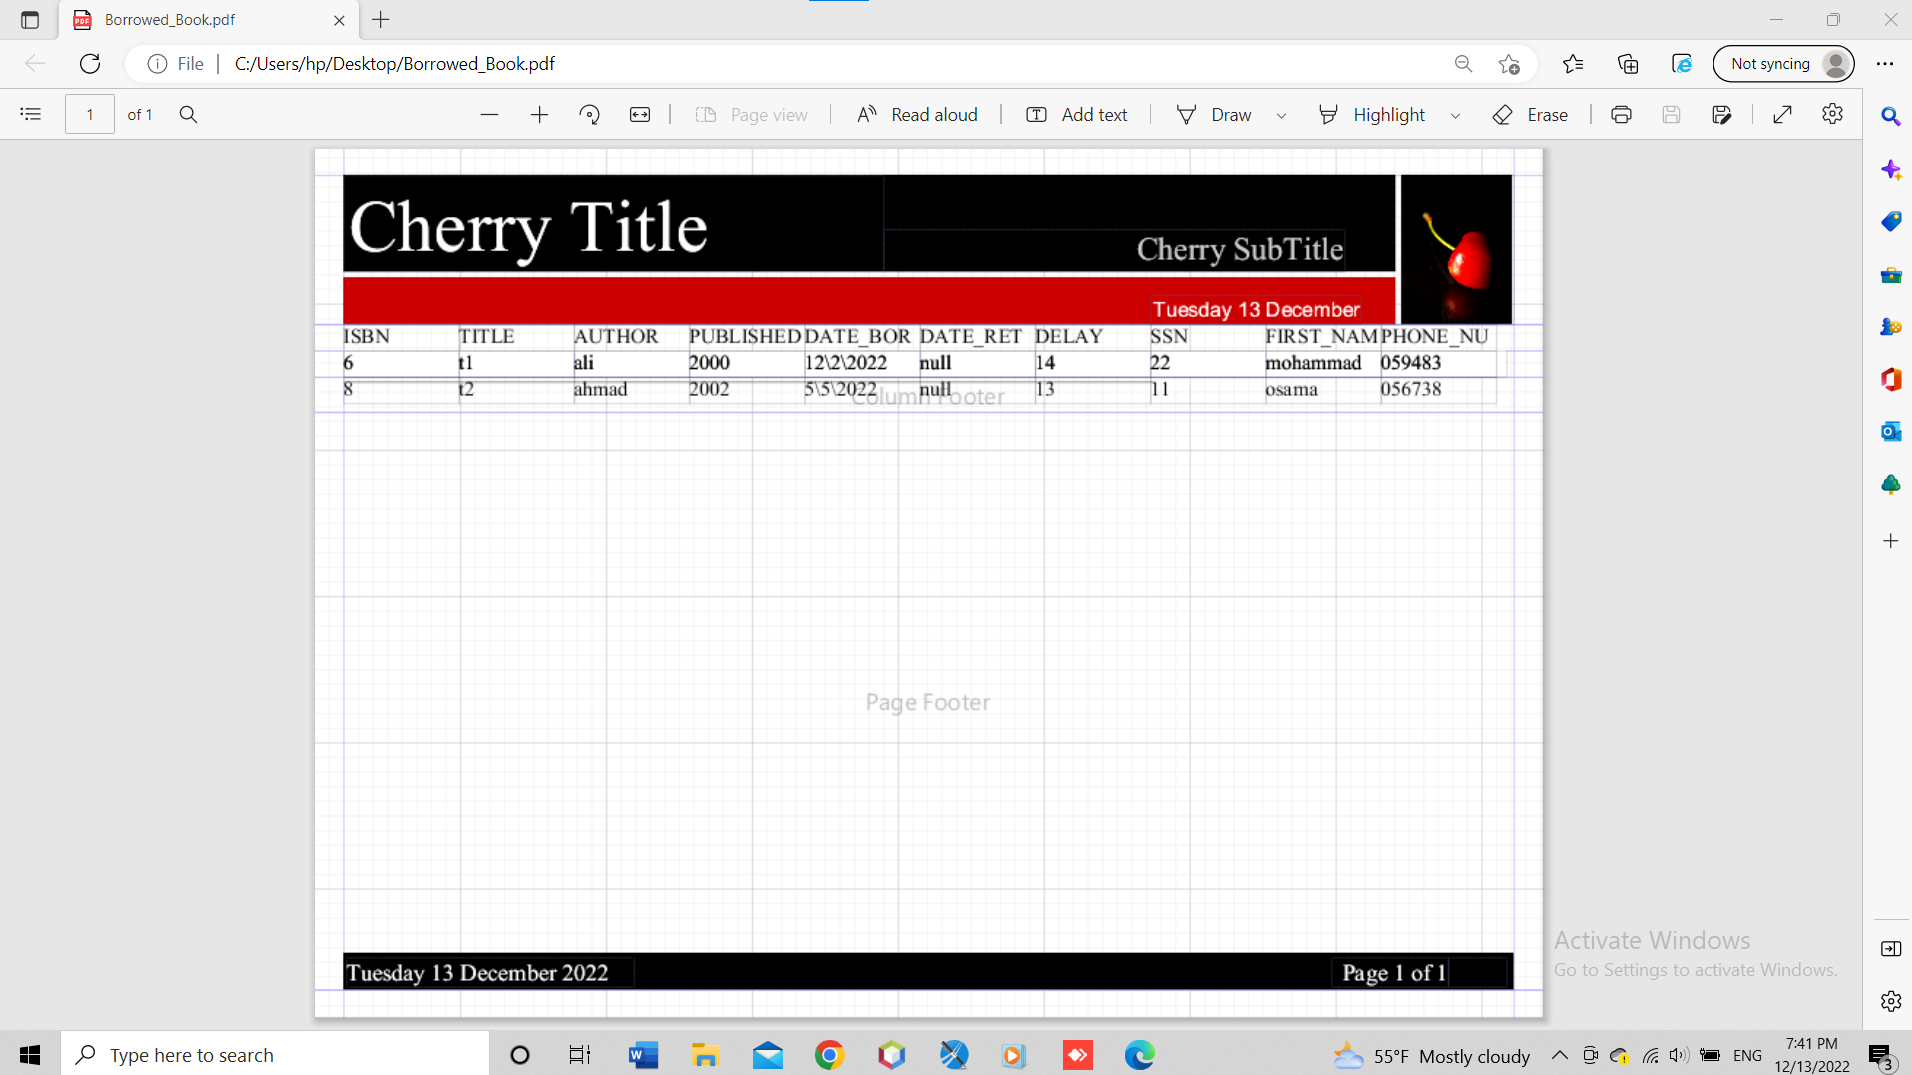 Borrowed_Book.pdf
File
C:/Users/hp/Desktop/Borrowed_Book.pdf
Not syncing
1 of 1
Page view
Read aloud
Add text
Draw
Highlight
Erase
Cherry Title
Cherry SubTitle
Tuesday 13 December
ISBN TITLE AUTHOR PUBLISHED DATE_BOR DATE_RET DELAY SSN FIRST_NAM PHONE_NU
6 t1 ali 2000 12\2\2022 null 14 22 mohammad 059483
8 t2 ahmad 2002 5\5\2022 null 13 11 osama 056738
Column Footer
Page Footer
Tuesday 13 December 2022
Page 1 of 1
Activate Windows
Go to Settings to activate Windows.
Type here to search
55°F Mostly cloudy
ENG
7:41 PM
12/13/2022
3